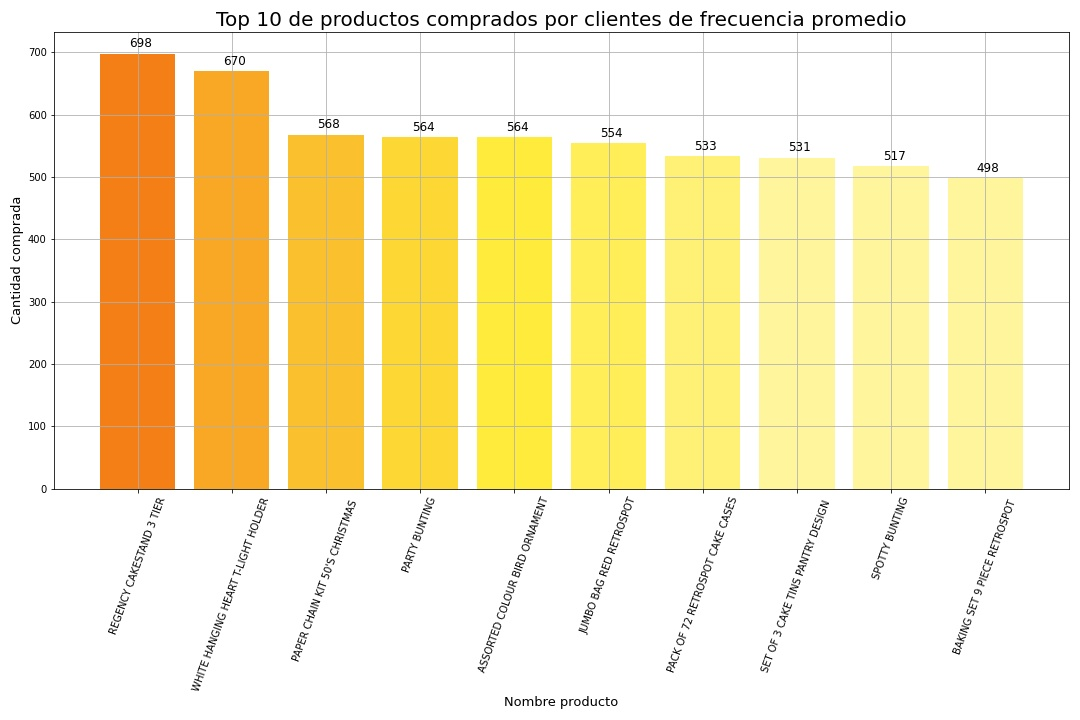 Top 10 de productos comprados por clientes de frecuencia promedio
Cantidad comprada
700
600
500
400
300
200
100
0
698
670
568
564
564
554
533
531
517
498
REGENCY CAKESTAND 3 TIER
WHITE HANGING HEART T-LIGHT HOLDER
PAPER CHAIN KIT 50'S CHRISTMAS
PARTY BUNTING
ASSORTED COLOUR BIRD ORNAMENT
JUMBO BAG RED RETROSPOT
PACK OF 72 RETROSPOT CAKE CASES
SET OF 3 CAKE TINS PANTRY DESIGN
SPOTTY BUNTING
BAKING SET 9 PIECE RETROSPOT
Nombre producto